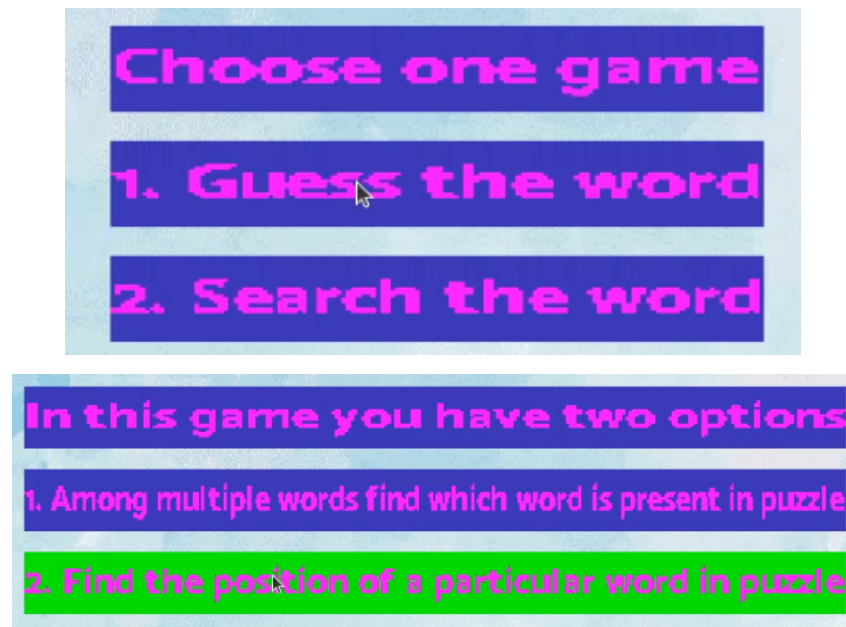 Choose one game
1. Guess the word
2. Search the word
In this game you have two options
1. Among multiple words find which word is present in puzzle
2. Find the position of a particular word in puzzle